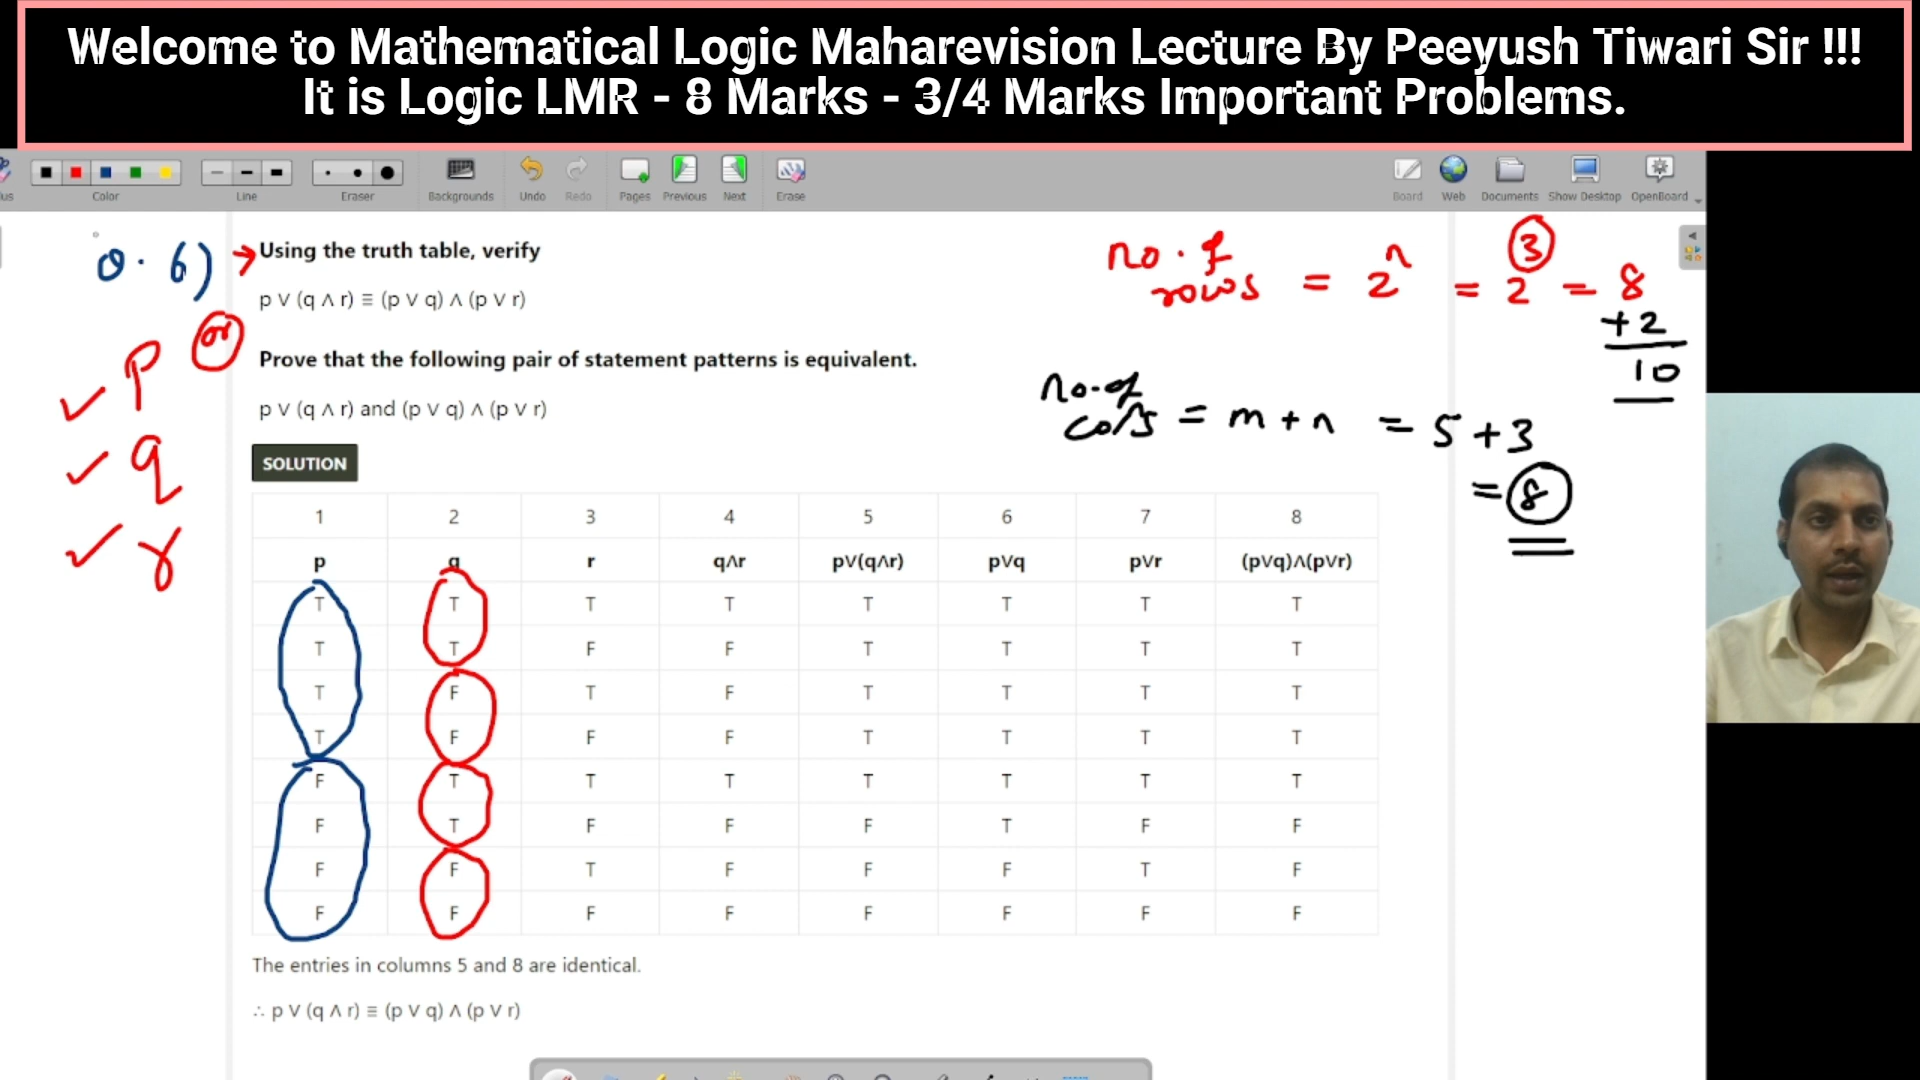 Welcome to Mathematical Logic Maharevision Lecture By Peeyush Tiwari Sir !!!
It is Logic LMR - 8 Marks - 3/4 Marks Important Problems.
Color
Line
Eraser
Backgrounds
Undo
Redo
Pages
Previous
Next
Erase
Board
Web
Documents
Show Desktop
OpenBoard
Q. 6) → Using the truth table, verify
p ∨ (q ∧ r) ≡ (p ∨ q) ∧ (p ∨ r)
or
Prove that the following pair of statement patterns is equivalent.
p ∨ (q ∧ r) and (p ∨ q) ∧ (p ∨ r)
✓ p
✓ q
✓ r
no. of rows = 2^n = 2^3 = 8
+2
10
no. of cols = m + n = 5 + 3
= 8
SOLUTION
1 2 3 4 5 6 7 8
p q r q∧r p∨(q∧r) p∨q p∨r (p∨q)∧(p∨r)
T T T T T T T T
T T F F T T T T
T F T F T T T T
T F F F T T T T
F T T T T T T T
F T F F F T F F
F F T F F F T F
F F F F F F F F
The entries in columns 5 and 8 are identical.
∴ p ∨ (q ∧ r) ≡ (p ∨ q) ∧ (p ∨ r)